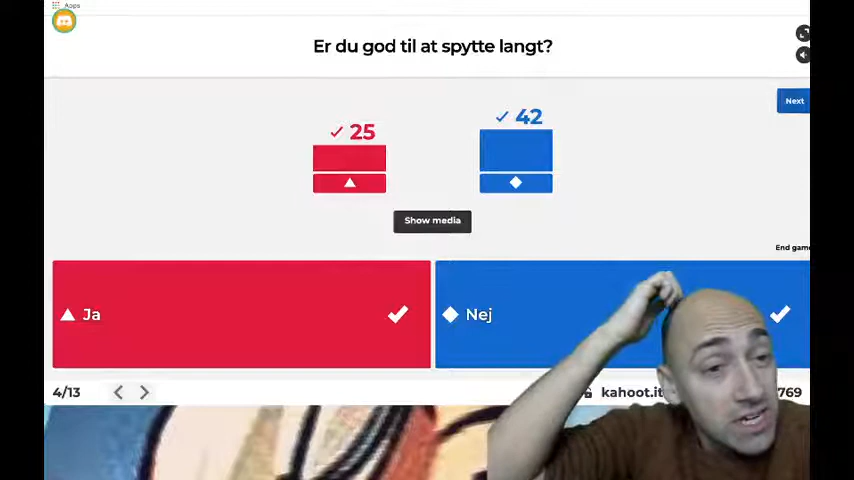 Apps
Er du god til at spytte langt?
Next
25
42
Show media
End game
Ja
Nej
4/13
kahoot.it
769